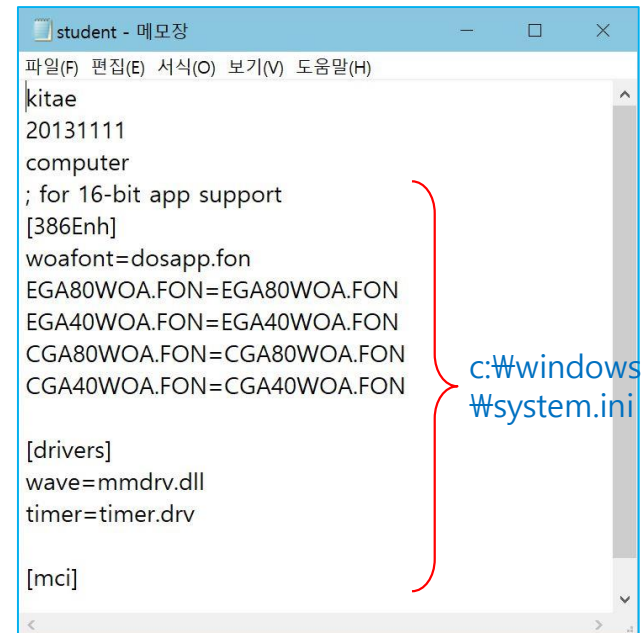 student - 메모장
파일(F) 편집(E) 서식(O) 보기(V) 도움말(H)
kitae
20131111
computer
; for 16-bit app support
[386Enh]
woafont=dosapp.fon
EGA80WOA.FON=EGA80WOA.FON
EGA40WOA.FON=EGA40WOA.FON
CGA80WOA.FON=CGA80WOA.FON
CGA40WOA.FON=CGA40WOA.FON
[drivers]
wave=mmdrv.dll
timer=timer.drv
[mci]
c:₩windows
₩system.ini